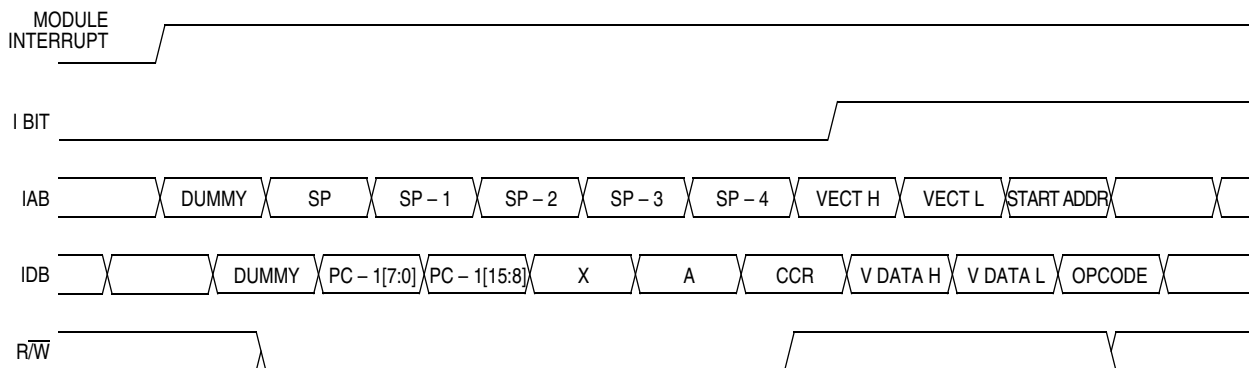 MODULE
INTERRUPT
I BIT
IAB DUMMY SP SP – 1 SP – 2 SP – 3 SP – 4 VECT H VECT L START ADDR
IDB DUMMY PC – 1[7:0] PC – 1[15:8] X A CCR V DATA H V DATA L OPCODE
R/W̅